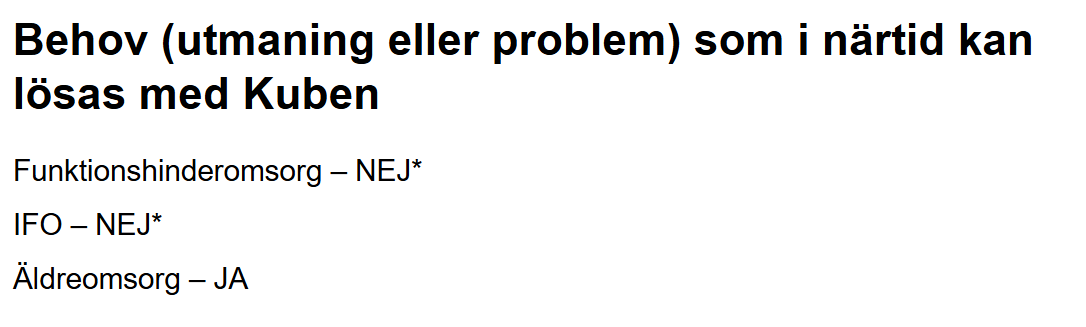 Behov (utmaning eller problem) som i närtid kan
lösas med Kuben
Funktionshinderomsorg – NEJ*
IFO – NEJ*
Äldreomsorg – JA